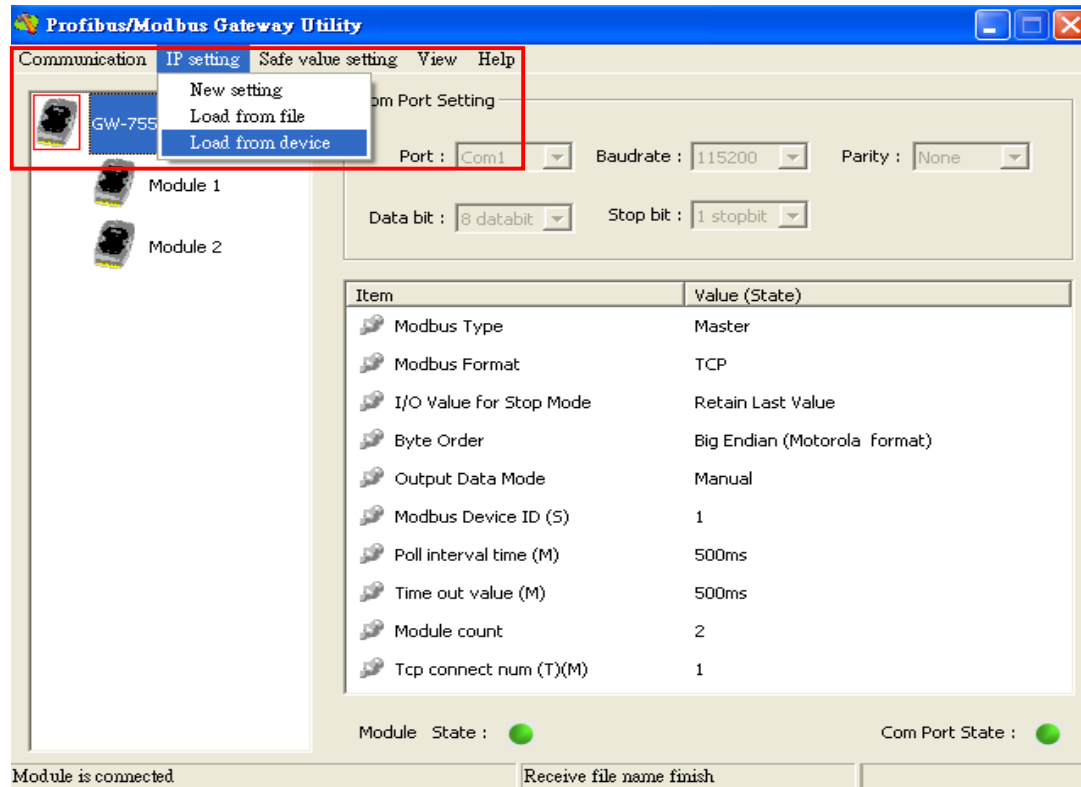 Profibus/Modbus Gateway Utility
Communication IP setting Safe value setting View Help
New setting
Load from file
Load from device
GW-755
Module 1
Module 2
om Port Setting
Port : Com1 Baudrate : 115200 Parity : None
Data bit : 8 databit Stop bit : 1 stopbit
Item Value (State)
Modbus Type Master
Modbus Format TCP
I/O Value for Stop Mode Retain Last Value
Byte Order Big Endian (Motorola format)
Output Data Mode Manual
Modbus Device ID (S) 1
Poll interval time (M) 500ms
Time out value (M) 500ms
Module count 2
Tcp connect num (T)(M) 1
Module State : Com Port State :
Module is connected Receive file name finish